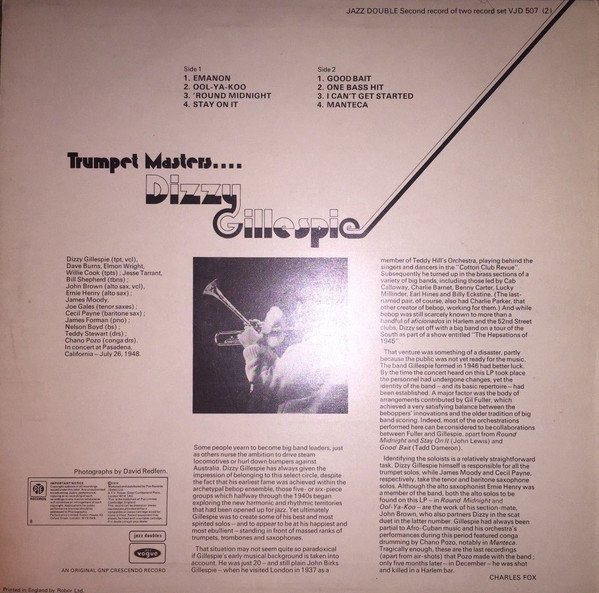 JAZZ DOUBLE Second record of two record set VJD 507 (2)
Side 1
1. EMANON
2. OOL-YA-KOO
3. 'ROUND MIDNIGHT
4. STAY ON IT
Side 2
1. GOOD BAIT
2. ONE BASS HIT
3. I CAN'T GET STARTED
4. MANTECA
Trumpet Masters....
Dizzy
Gillespie
Dizzy Gillespie (tpt, vcl),
Dave Burns, Elmon Wright,
Willie Cook (tpts) ; Jesse Tarrant,
Bill Shepherd (tbns) ;
John Brown (alto sax, vcl),
Ernie Henry (alto sax) ;
James Moody,
Joe Gales (tenor saxes) ;
Cecil Payne (baritone sax) ;
James Forman (pno) ;
Nelson Boyd (bs) ;
Teddy Stewart (drs) ;
Chano Pozo (conga drs).
In concert at Pasadena,
California – July 26, 1948.
Photographs by David Redfern.
PYE
RECORDS
IMPORTANT NOTICE
jazz doubles
vogue
AN ORIGINAL GNP CRESCENDO RECORD
Printed in England by Robor Ltd.
Some people yearn to become big band leaders, just
as others nurse the ambition to drive steam
locomotives or hurl down bumpers against
Australia. Dizzy Gillespie has always given the
impression of belonging to this select circle, despite
the fact that his earliest fame was achieved within the
archetypal bebop ensemble, those five- or six-piece
groups which halfway through the 1940s began
exploring the new harmonic and rhythmic territories
that had been opened up for jazz. Yet ultimately
Gillespie was to create some of his best and most
spirited solos – and to appear to be at his happiest and
most ebullient – standing in front of massed ranks of
trumpets, trombones and saxophones.
That situation may not seem quite so paradoxical
if Gillespie's early musical background is taken into
account. He was just 20 – and still plain John Birks
Gillespie – when he visited London in 1937 as a
member of Teddy Hill's Orchestra, playing behind the
singers and dancers in the "Cotton Club Revue".
Subsequently he turned up in the brass sections of a
variety of big bands, including those led by Cab
Calloway, Charlie Barnet, Benny Carter, Lucky
Millinder, Earl Hines and Billy Eckstine. (The last-
named pair, of course, also had Charlie Parker, that
other creator of bebop, working for them.) And while
bebop was still scarcely known to more than a
handful of aficionados in Harlem and the 52nd Street
clubs, Dizzy set off with a big band on a tour of the
South as part of a show entitled "The Hepsations of
1945"
That venture was something of a disaster, partly
because the public was not yet ready for the music.
The band Gillespie formed in 1946 had better luck.
By the time the concert heard on this LP took place
the personnel had undergone changes, yet the
identity of the band – and its basic repertoire – had
been established. A major factor was the body of
arrangements contributed by Gil Fuller, which
achieved a very satisfying balance between the
beboppers' innovations and the older tradition of big
band scoring. Indeed, most of the orchestrations
performed here can be considered to be collaborations
between Fuller and Gillespie, apart from Round
Midnight and Stay On It (John Lewis) and
Good Bait (Tadd Dameron).
Identifying the soloists is a relatively straightforward
task. Dizzy Gillespie himself is responsible for all the
trumpet solos, while James Moody and Cecil Payne,
respectively, take the tenor and baritone saxophone
solos. Although the alto saxophonist Ernie Henry was
a member of the band, both the alto solos to be
found on this LP – in Round Midnight and
Ool-Ya-Koo – are the work of his section-mate,
John Brown, who also partners Dizzy in the scat
duet in the latter number. Gillespie had always been
partial to Afro-Cuban music and his orchestra's
performances during this period featured conga
drumming by Chano Pozo, notably in Manteca.
Tragically enough, these are the last recordings
(apart from air-shots) that Pozo made with the band ;
only five months later – in December – he was shot
and killed in a Harlem bar.
CHARLES FOX